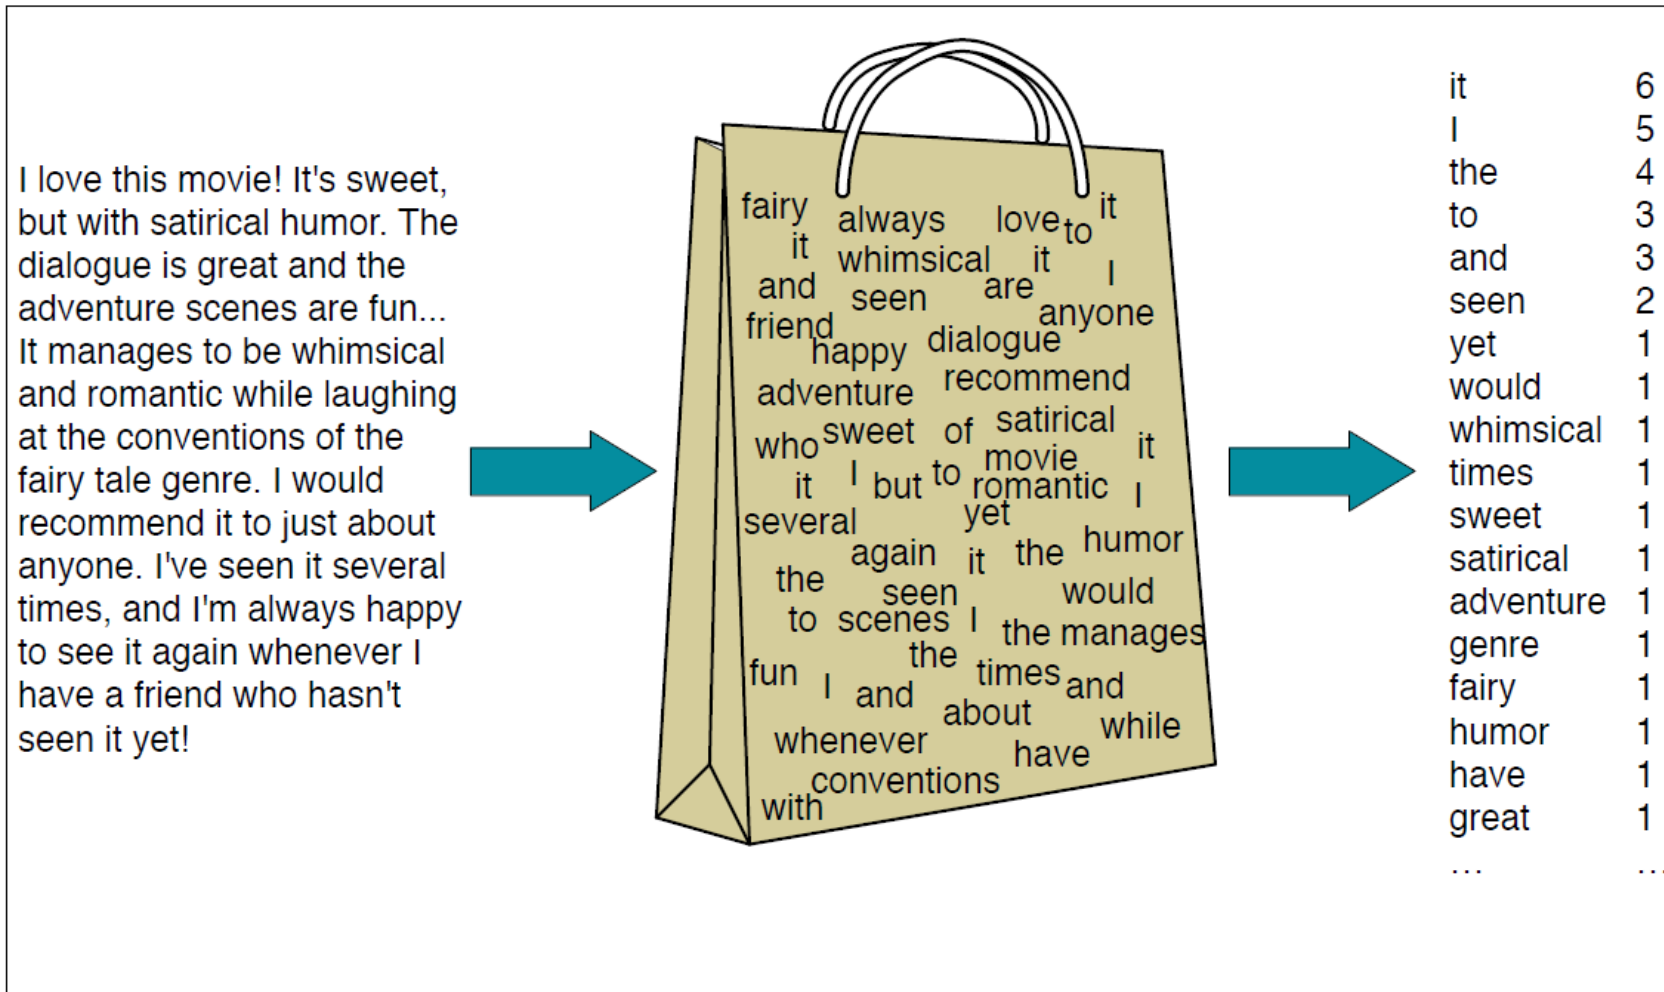 I love this movie! It's sweet,
but with satirical humor. The
dialogue is great and the
adventure scenes are fun...
It manages to be whimsical
and romantic while laughing
at the conventions of the
fairy tale genre. I would
recommend it to just about
anyone. I've seen it several
times, and I'm always happy
to see it again whenever I
have a friend who hasn't
seen it yet!
fairy always love to it
it whimsical it I
and seen are anyone
friend happy dialogue
adventure recommend
who sweet of satirical
it I but to movie it
romantic I
several yet
again it the humor
the seen would
to scenes I the manages
fun the times and
I and about while
whenever have
conventions
with
it 6
I 5
the 4
to 3
and 3
seen 2
yet 1
would 1
whimsical 1
times 1
sweet 1
satirical 1
adventure 1
genre 1
fairy 1
humor 1
have 1
great 1
… …